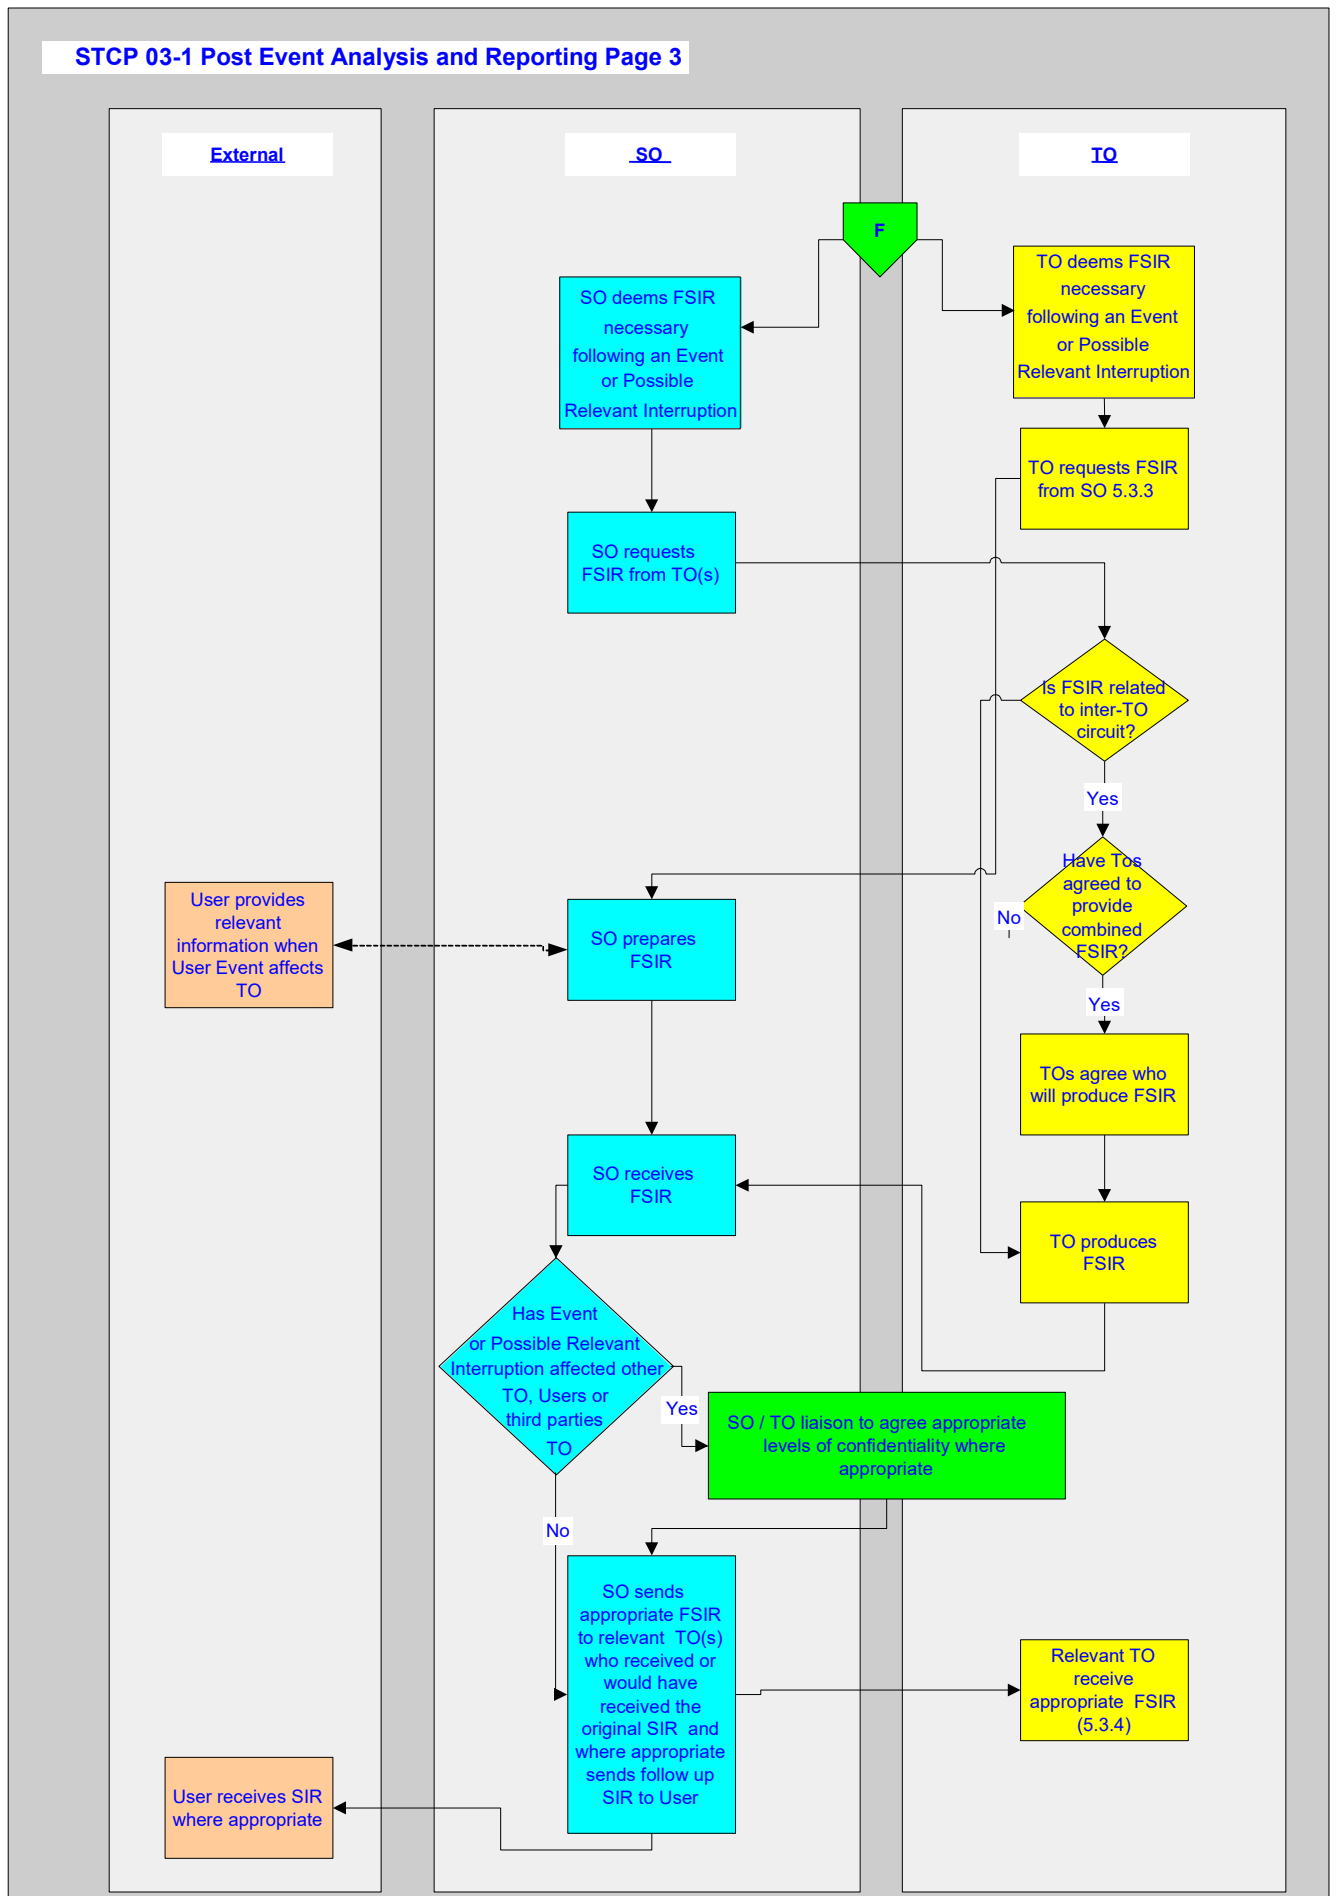 STCP 03-1 Post Event Analysis and Reporting Page 3
External
SO
TO
F
SO deems FSIR
necessary
following an Event
or Possible
Relevant Interruption
TO deems FSIR
necessary
following an Event
or Possible
Relevant Interruption
TO requests FSIR
from SO 5.3.3
SO requests
FSIR from TO(s)
Is FSIR related
to inter-TO
circuit?
Yes
Have Tos
agreed to
provide
combined
FSIR?
No
Yes
User provides
relevant
information when
User Event affects
TO
SO prepares
FSIR
TOs agree who
will produce FSIR
SO receives
FSIR
TO produces
FSIR
Has Event
or Possible Relevant
Interruption affected other
TO, Users or
third parties
TO
Yes
SO / TO liaison to agree appropriate
levels of confidentiality where
appropriate
No
SO sends
appropriate FSIR
to relevant TO(s)
who received or
would have
received the
original SIR and
where appropriate
sends follow up
SIR to User
Relevant TO
receive
appropriate FSIR
(5.3.4)
User receives SIR
where appropriate